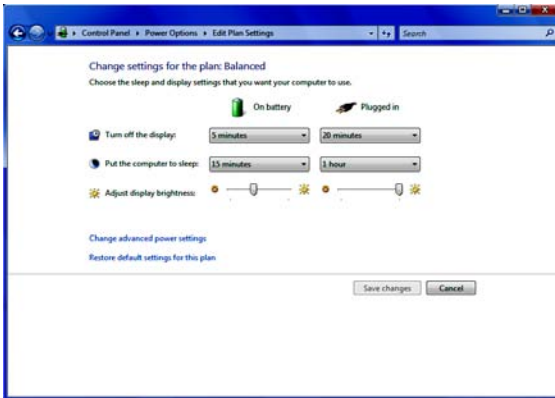 Control Panel ▸ Power Options ▸ Edit Plan Settings
Search
Change settings for the plan: Balanced
Choose the sleep and display settings that you want your computer to use.
On battery Plugged in
Turn off the display: 5 minutes 20 minutes
Put the computer to sleep: 15 minutes 1 hour
Adjust display brightness:
Change advanced power settings
Restore default settings for this plan
Save changes Cancel